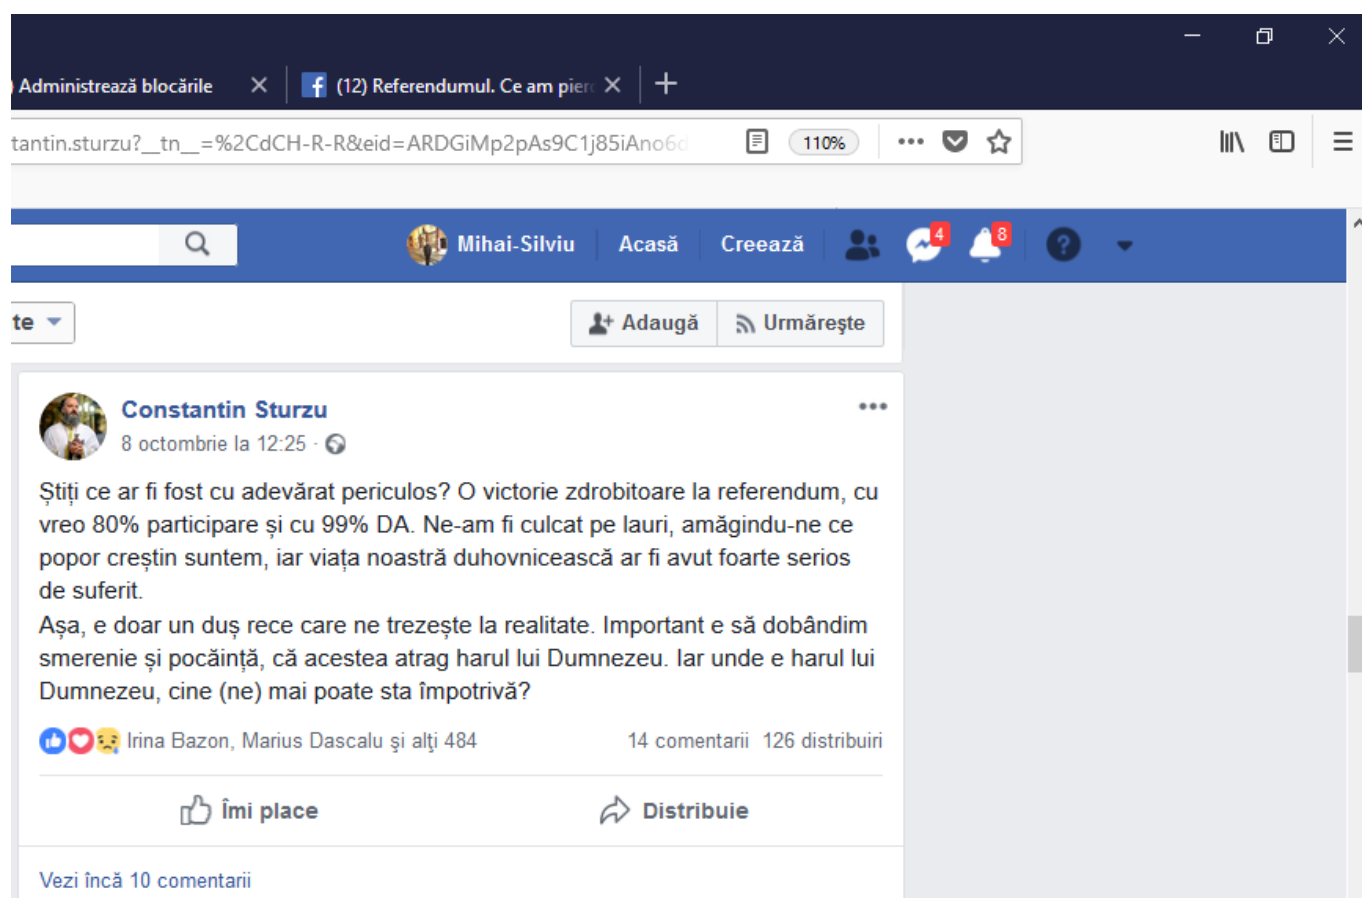 Administrează blocările
(12) Referendumul. Ce am pierc
tantin.sturzu?__tn__=%2CdCH-R-R&eid=ARDGiMp2pAs9C1j85iAno6d
110%
Mihai-Silviu Acasă Creează 4 8
te Adaugă Urmăreşte
Constantin Sturzu
8 octombrie la 12:25 ·
Știți ce ar fi fost cu adevărat periculos? O victorie zdrobitoare la referendum, cu
vreo 80% participare și cu 99% DA. Ne-am fi culcat pe lauri, amăgindu-ne ce
popor creștin suntem, iar viața noastră duhovnicească ar fi avut foarte serios
de suferit.
Așa, e doar un duș rece care ne trezește la realitate. Important e să dobândim
smerenie și pocăință, că acestea atrag harul lui Dumnezeu. Iar unde e harul lui
Dumnezeu, cine (ne) mai poate sta împotrivă?
Irina Bazon, Marius Dascalu şi alţi 484 14 comentarii 126 distribuiri
Îmi place Distribuie
Vezi încă 10 comentarii